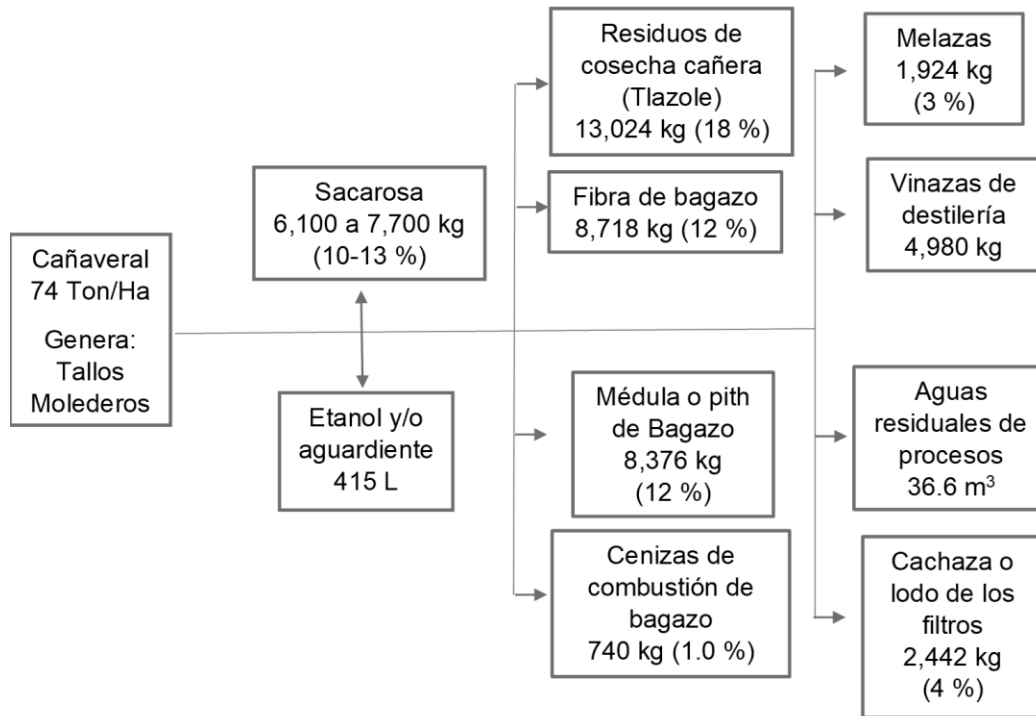 Cañaveral
74 Ton/Ha
Genera:
Tallos
Molederos
Sacarosa
6,100 a 7,700 kg
(10-13 %)
Etanol y/o
aguardiente
415 L
Residuos de
cosecha cañera
(Tlazole)
13,024 kg (18 %)
Fibra de bagazo
8,718 kg (12 %)
Médula o pith
de Bagazo
8,376 kg
(12 %)
Cenizas de
combustión de
bagazo
740 kg (1.0 %)
Melazas
1,924 kg
(3 %)
Vinazas de
destilería
4,980 kg
Aguas
residuales de
procesos
36.6 m³
Cachaza o
lodo de los
filtros
2,442 kg
(4 %)